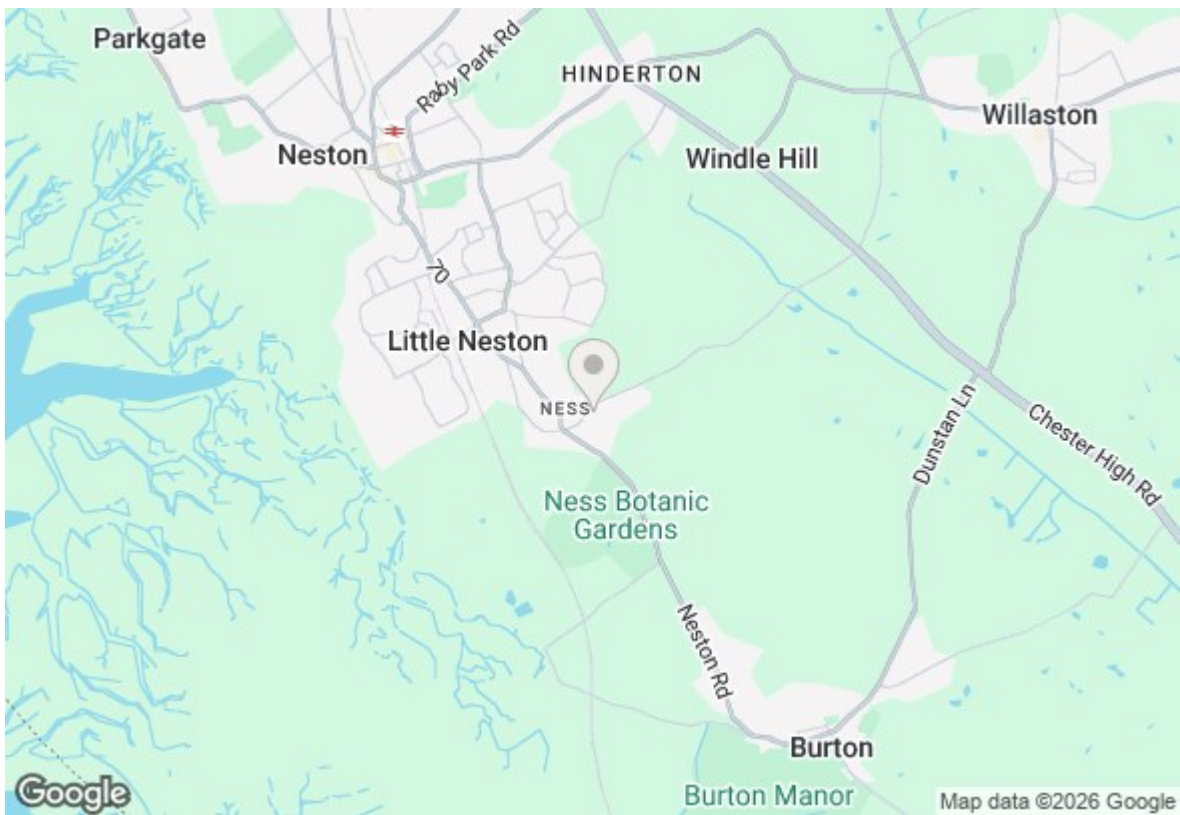 Parkgate
Raby Park Rd
HINDERTON
Willaston
Neston
Windle Hill
70
Little Neston
NESS
Dunstan Ln
Chester High Rd
Ness Botanic
Gardens
Neston Rd
Burton
Burton Manor
Google
Map data ©2026 Google